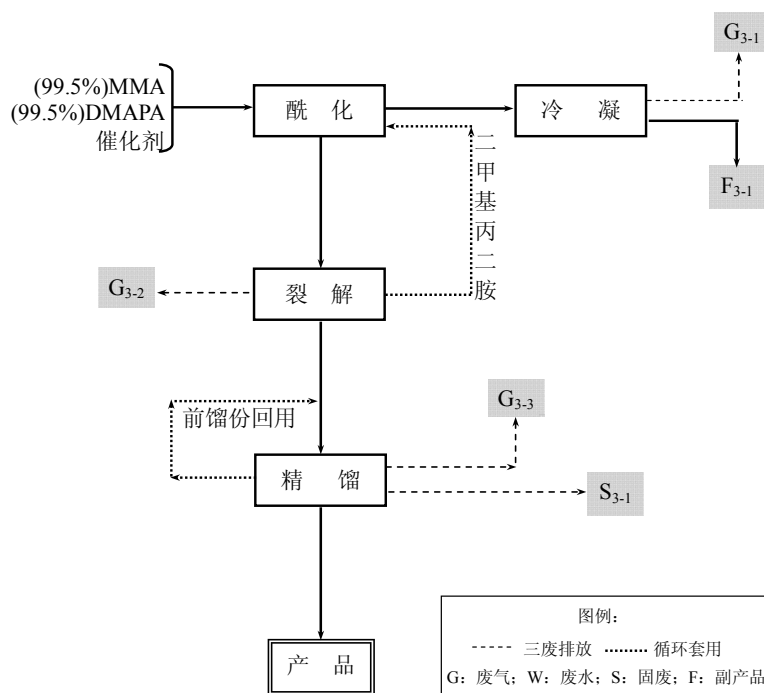 G3-1
(99.5%)MMA
(99.5%)DMAPA
催化剂
酰 化
冷 凝
F3-1
二甲基丙二胺
G3-2
裂 解
前馏份回用
G3-3
精 馏
S3-1
产 品
图例：
三废排放 循环套用
G：废气；W：废水；S：固废；F：副产品